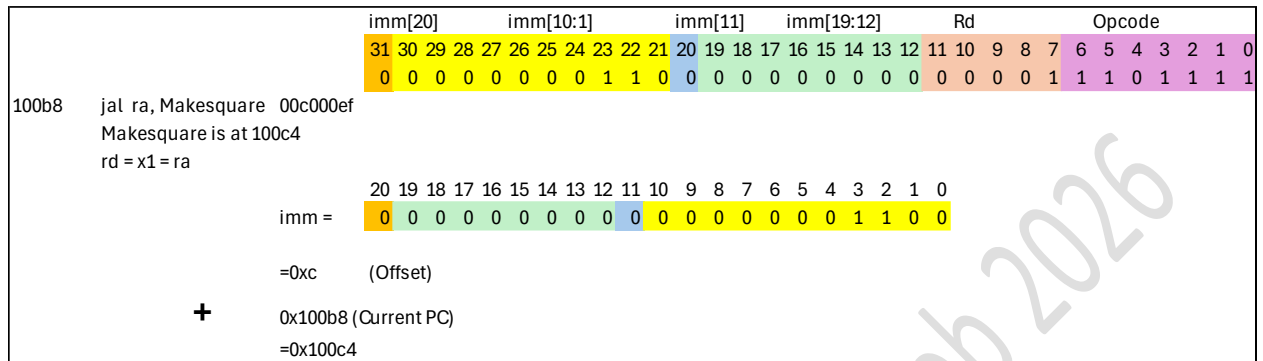 imm[20] imm[10:1] imm[11] imm[19:12] Rd Opcode
31 30 29 28 27 26 25 24 23 22 21 20 19 18 17 16 15 14 13 12 11 10 9 8 7 6 5 4 3 2 1 0
0 0 0 0 0 0 0 0 1 1 0 0 0 0 0 0 0 0 0 0 0 0 0 0 1 1 1 0 1 1 1 1
100b8 jal ra, Makesquare 00c000ef
Makesquare is at 100c4
rd = x1 = ra
20 19 18 17 16 15 14 13 12 11 10 9 8 7 6 5 4 3 2 1 0
imm = 0 0 0 0 0 0 0 0 0 0 0 0 0 0 0 0 0 1 1 0 0
=0xc (Offset)
+ 0x100b8 (Current PC)
=0x100c4
2026